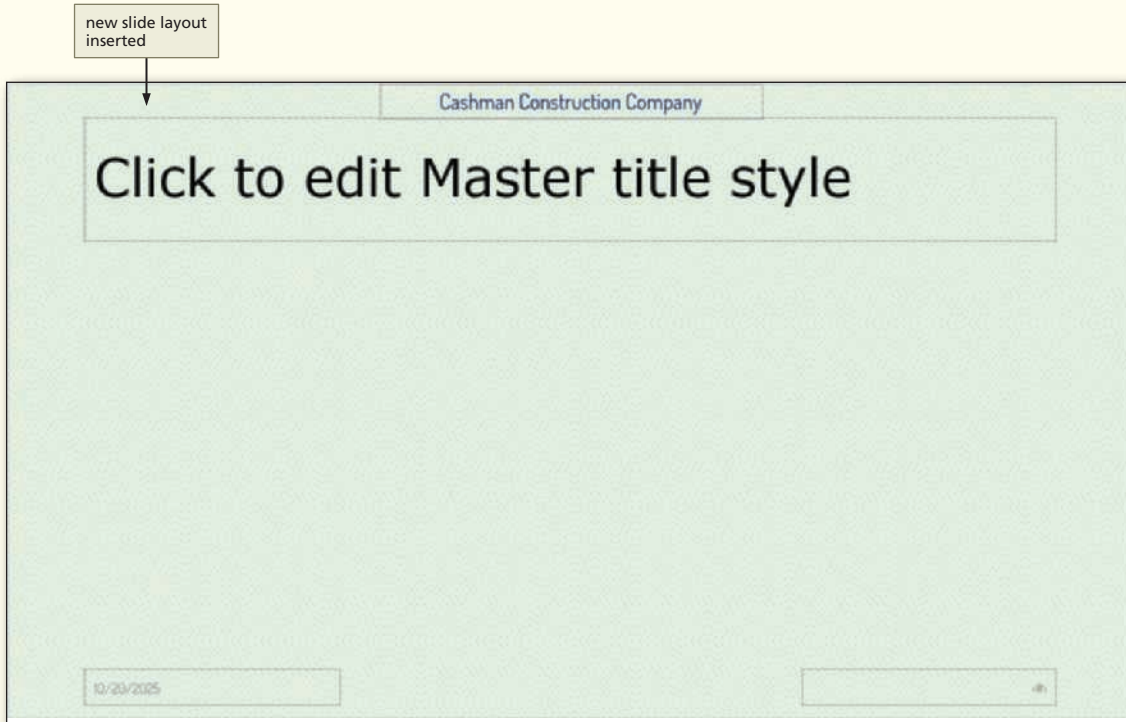 new slide layout
inserted
Cashman Construction Company
Click to edit Master title style
10/20/2025